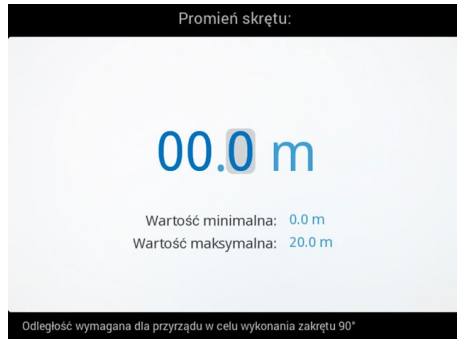 Promień skrętu:
00.0 m
Wartość minimalna: 0.0 m
Wartość maksymalna: 20.0 m
Odległość wymagana dla przyrządu w celu wykonania zakrętu 90°